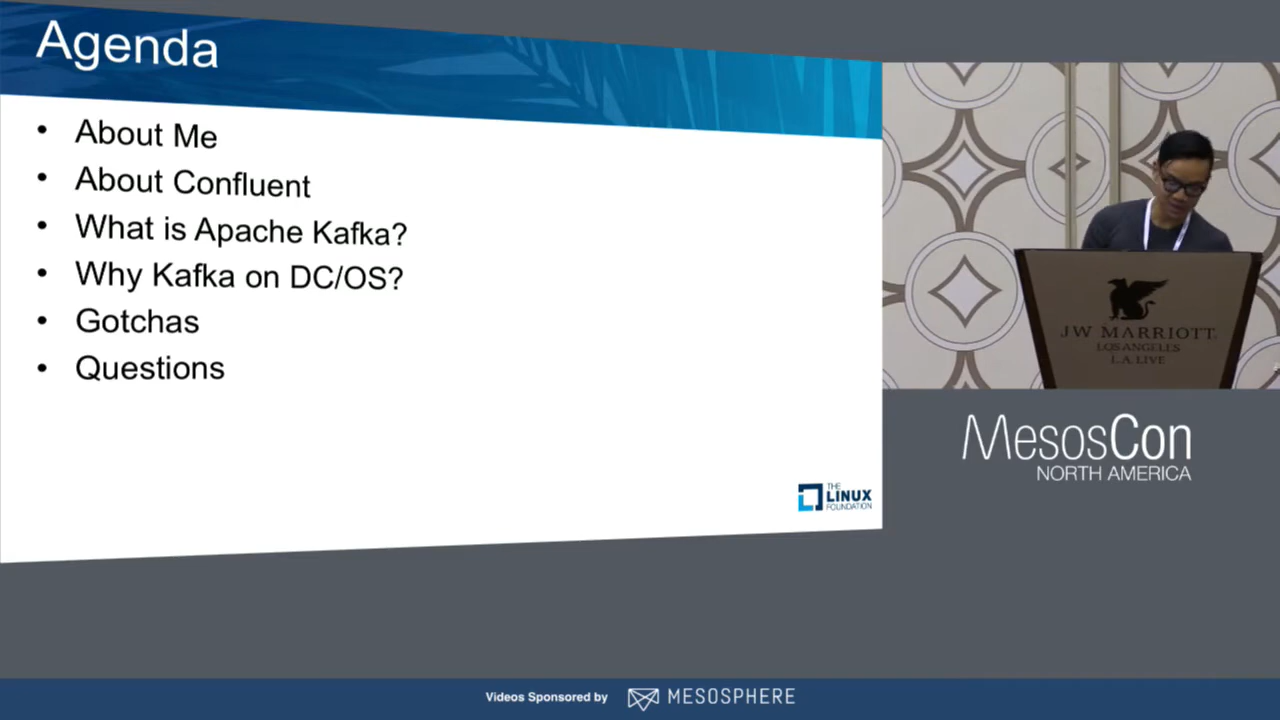 Agenda
• About Me
• About Confluent
• What is Apache Kafka?
• Why Kafka on DC/OS?
• Gotchas
• Questions
THE
LINUX
FOUNDATION
JW MARRIOTT
LOS ANGELES
L.A. LIVE
MesosCon
NORTH AMERICA
Videos Sponsored by
MESOSPHERE